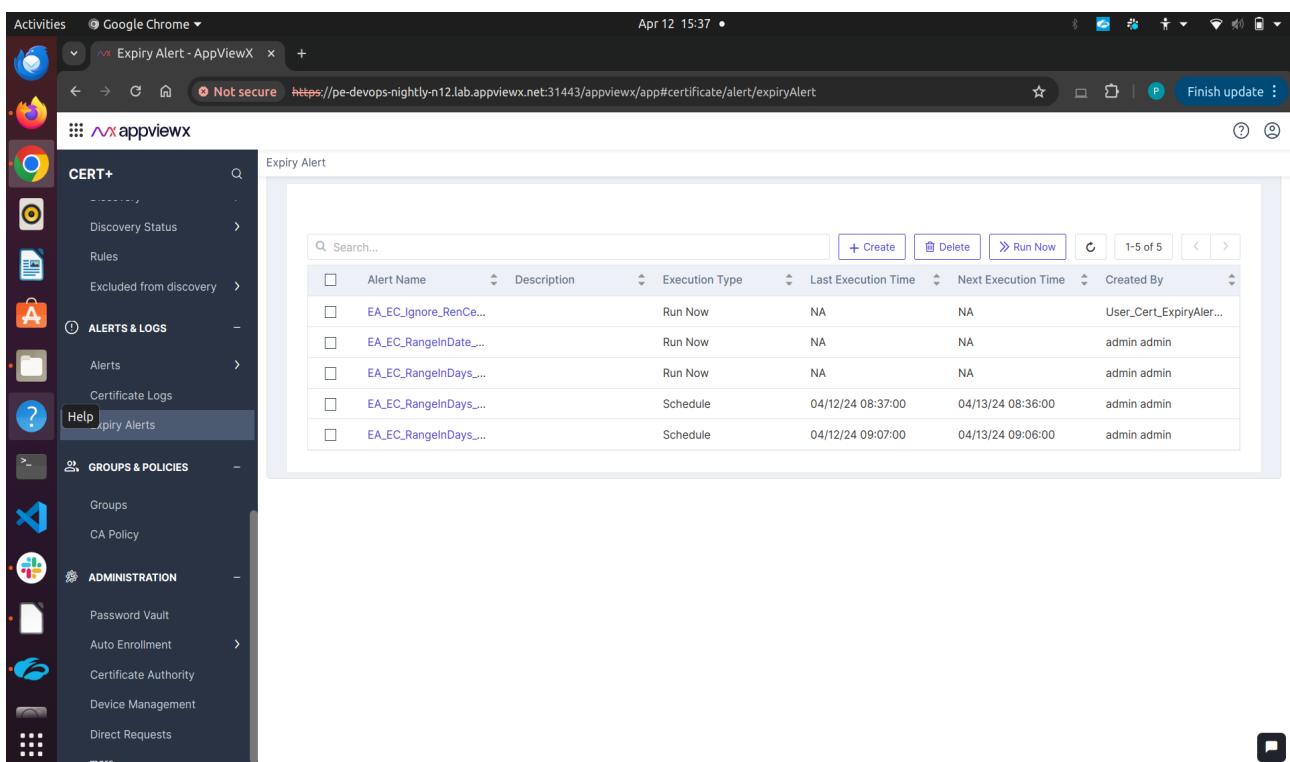 Activities Google Chrome Apr 12 15:37
Expiry Alert - AppViewX
Not secure https://pe-devops-nightly-n12.lab.appviewx.net:31443/appviewx/app#certificate/alert/expiryAlert P Finish update
appviewx
CERT+
Expiry Alert
Discovery Status
Rules
Excluded from discovery
ALERTS & LOGS
Alerts
Certificate Logs
Help
Expiry Alerts
GROUPS & POLICIES
Groups
CA Policy
ADMINISTRATION
Password Vault
Auto Enrollment
Certificate Authority
Device Management
Direct Requests
Search... + Create Delete Run Now 1-5 of 5
Alert Name Description Execution Type Last Execution Time Next Execution Time Created By
EA_EC_Ignore_RenCe... Run Now NA NA User_Cert_ExpiryAler...
EA_EC_RangeInDate_... Run Now NA NA admin admin
EA_EC_RangeInDays_... Run Now NA NA admin admin
EA_EC_RangeInDays_... Schedule 04/12/24 08:37:00 04/13/24 08:36:00 admin admin
EA_EC_RangeInDays_... Schedule 04/12/24 09:07:00 04/13/24 09:06:00 admin admin